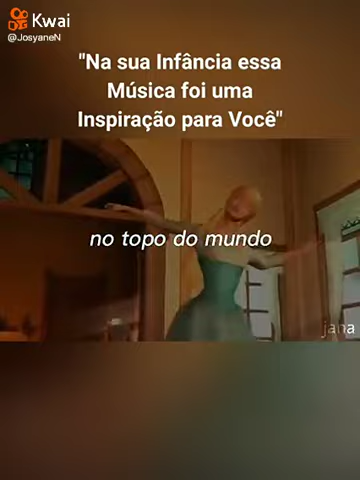 Kwai
@JosyaneN
"Na sua Infância essa
Música foi uma
Inspiração para Você"
no topo do mundo
jana